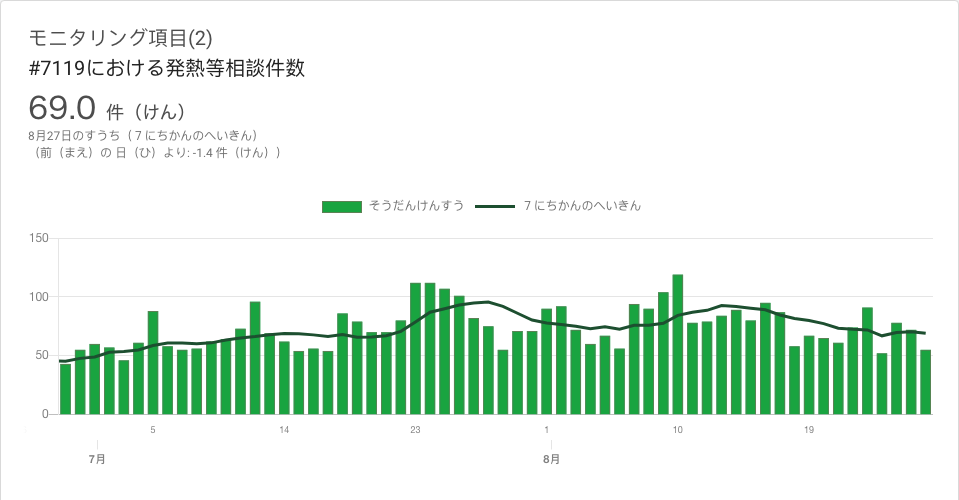 モニタリング項目(2)
#7119における発熱等相談件数
69.0 件（けん）
8月27日のすうち（７にちかんのへいきん）
（前（まえ）の 日（ひ）より: -1.4 件（けん））
そうだんけんすう ７にちかんのへいきん
150
100
50
0
5 14 23 1 10 19
7月 8月